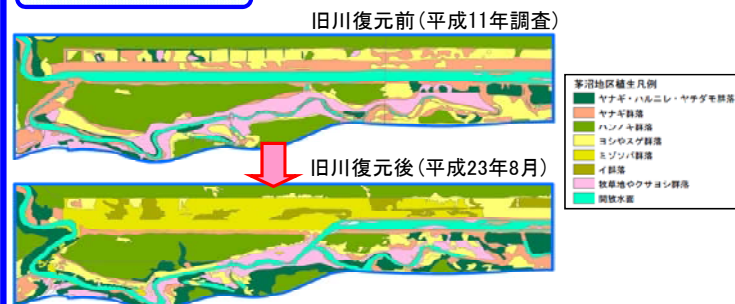 旧川復元前(平成11年調査)
茅沼地区植生凡例
ヤナギ・ハルニレ・ヤチダモ群落
ヤナギ群落
ハンノキ群落
ヨシやスゲ群落
ミゾソバ群落
イ群落
牧草地やクサヨシ群落
開放水面
旧川復元後(平成23年8月)